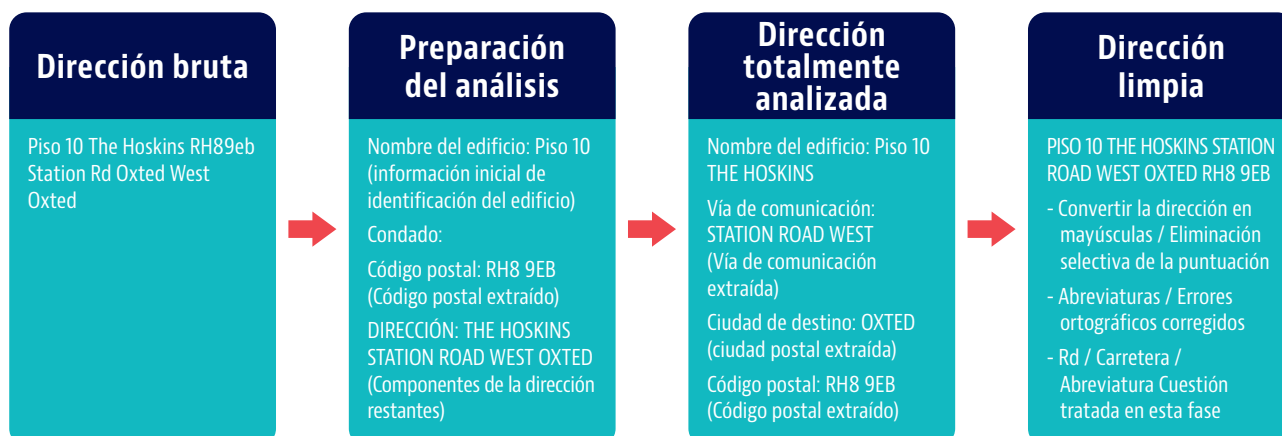 Dirección bruta
Piso 10 The Hoskins RH89eb
Station Rd Oxted West
Oxted
Preparación
del análisis
Nombre del edificio: Piso 10
(información inicial de
identificación del edificio)
Condado:
Código postal: RH8 9EB
(Código postal extraído)
DIRECCIÓN: THE HOSKINS
STATION ROAD WEST OXTED
(Componentes de la dirección
restantes)
Dirección
totalmente
analizada
Nombre del edificio: Piso 10
THE HOSKINS
Vía de comunicación:
STATION ROAD WEST
(Vía de comunicación
extraída)
Ciudad de destino: OXTED
(ciudad postal extraída)
Código postal: RH8 9EB
(Código postal extraído)
Dirección
limpia
PISO 10 THE HOSKINS STATION
ROAD WEST OXTED RH8 9EB
- Convertir la dirección en
mayúsculas / Eliminación
selectiva de la puntuación
- Abreviaturas / Errores
ortográficos corregidos
- Rd / Carretera /
Abreviatura Cuestión
tratada en esta fase